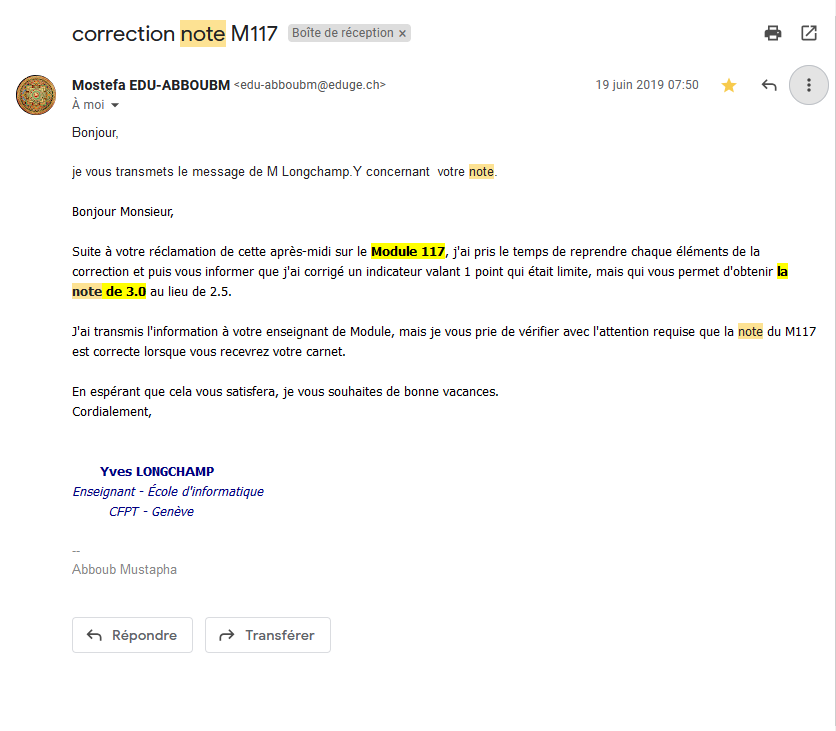 correction note M117 Boîte de réception ×
Mostefa EDU-ABBOUBM <edu-abboubm@eduge.ch> 19 juin 2019 07:50
À moi
Bonjour,
je vous transmets le message de M Longchamp.Y concernant votre note.
Bonjour Monsieur,
Suite à votre réclamation de cette après-midi sur le Module 117, j'ai pris le temps de reprendre chaque éléments de la
correction et puis vous informer que j'ai corrigé un indicateur valant 1 point qui était limite, mais qui vous permet d'obtenir la
note de 3.0 au lieu de 2.5.
J'ai transmis l'information à votre enseignant de Module, mais je vous prie de vérifier avec l'attention requise que la note du M117
est correcte lorsque vous recevrez votre carnet.
En espérant que cela vous satisfera, je vous souhaites de bonne vacances.
Cordialement,
Yves LONGCHAMP
Enseignant - École d'informatique
CFPT - Genève
--
Abboub Mustapha
Répondre Transférer